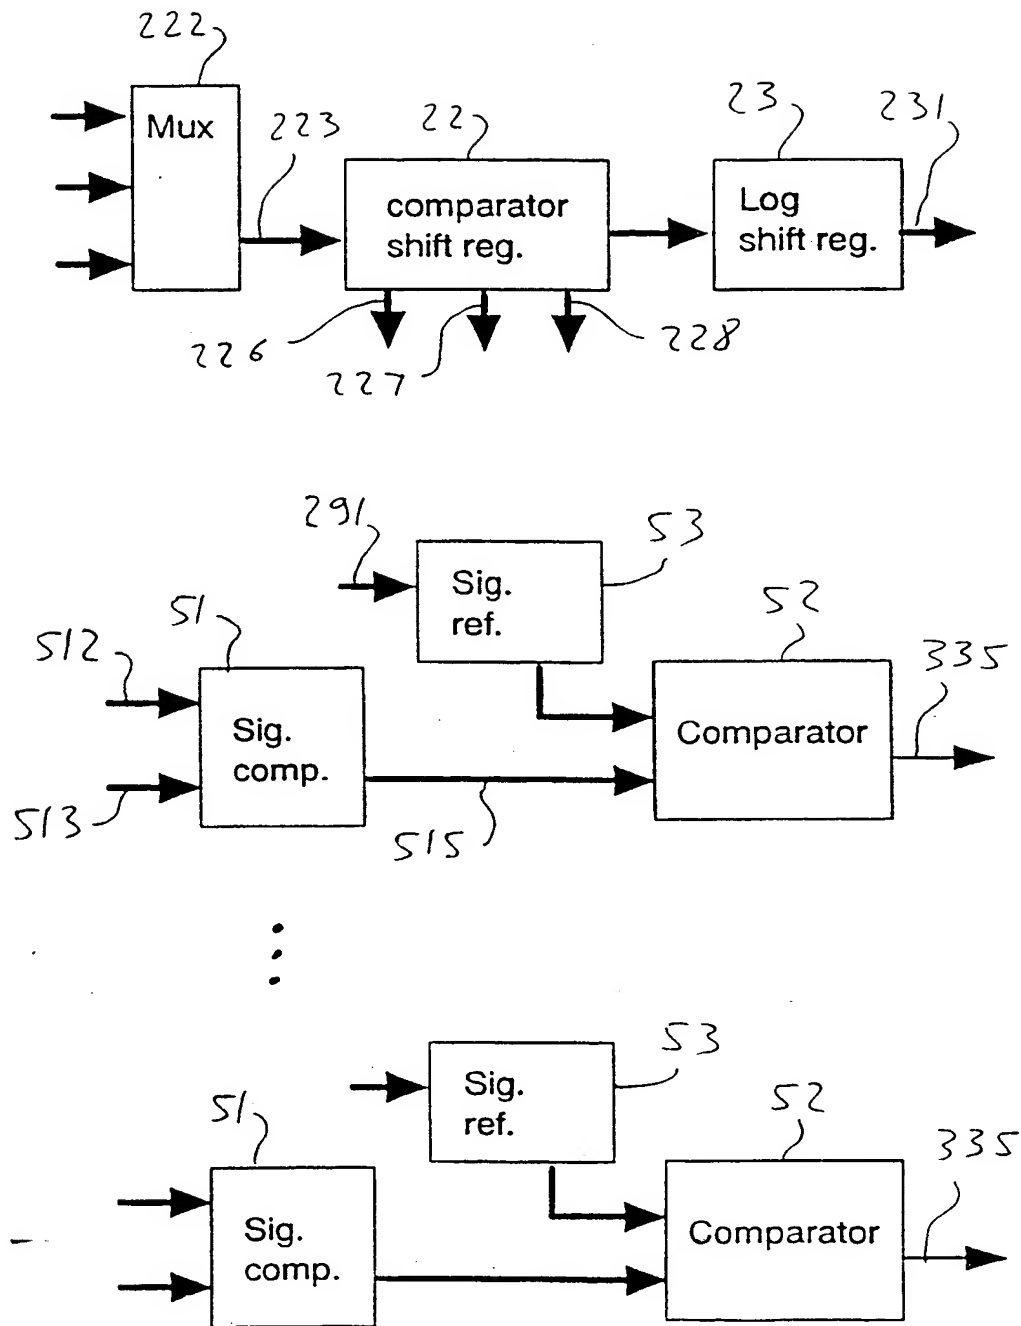 222
Mux
223
22
comparator
shift reg.
23
Log
shift reg.
231
226
227
228
291
Sig.
ref.
53
51
512
513
Sig.
comp.
515
52
Comparator
335
53
Sig.
ref.
51
Sig.
comp.
52
Comparator
335